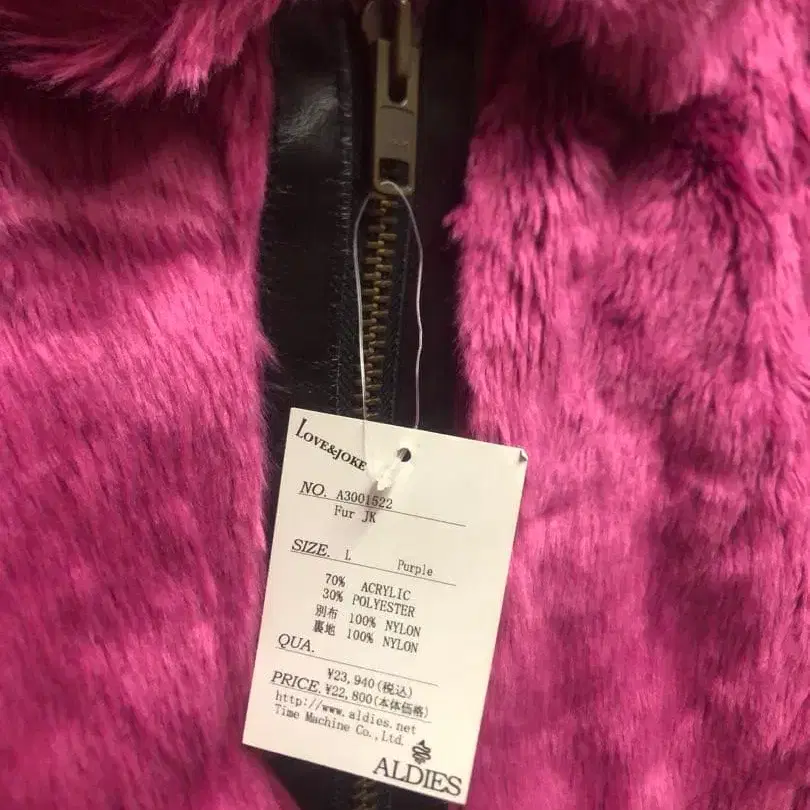 LOVE&JOKE
NO. A3001522
Fur JK
SIZE. L Purple
70% ACRYLIC
30% POLYESTER
別布 100% NYLON
裏地 100% NYLON
QUA.
¥23,940(税込)
PRICE. ¥22,800(本体価格)
http://www.aldies.net
Time Machine Co.,Ltd.
ALDIES